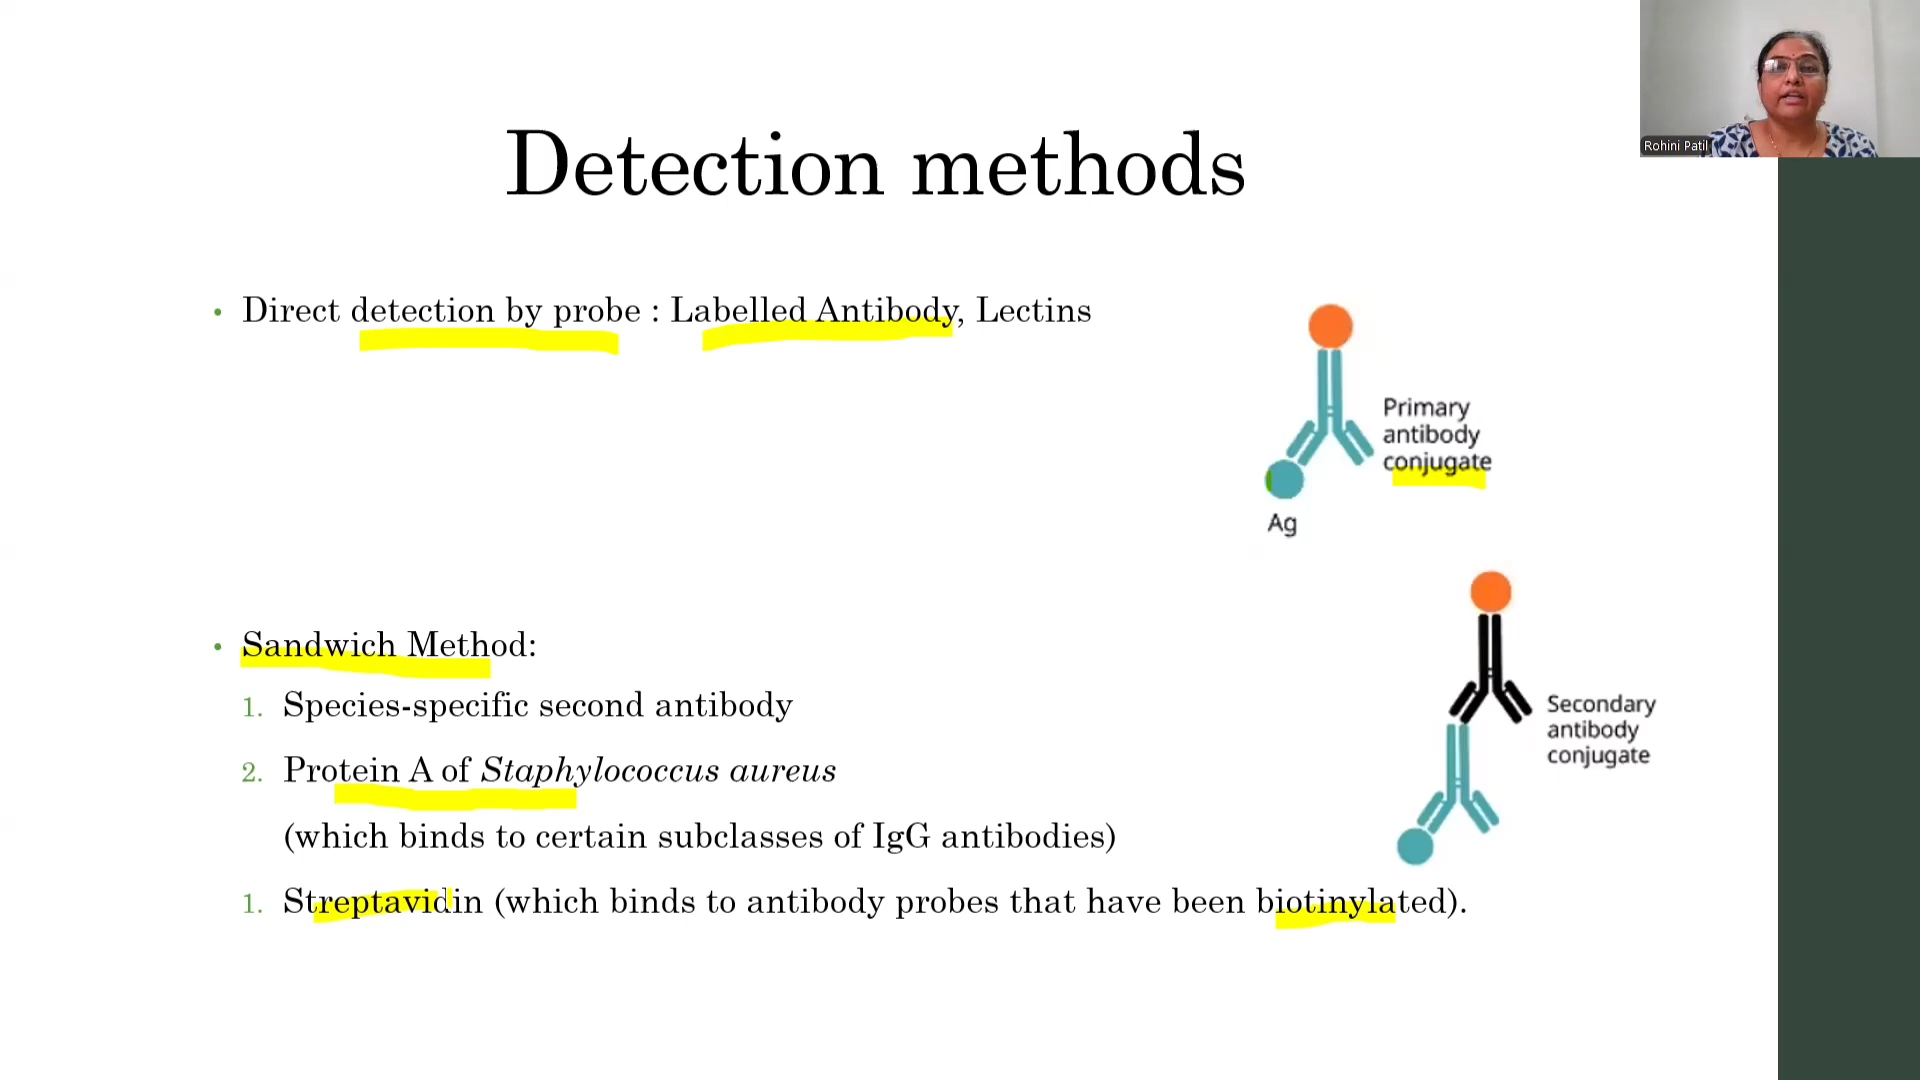 Rohini Patil
Detection methods
• Direct detection by probe : Labelled Antibody, Lectins
Primary
antibody
conjugate
Ag
• Sandwich Method:
1. Species-specific second antibody
2. Protein A of Staphylococcus aureus
(which binds to certain subclasses of IgG antibodies)
1. Streptavidin (which binds to antibody probes that have been biotinylated).
Secondary
antibody
conjugate